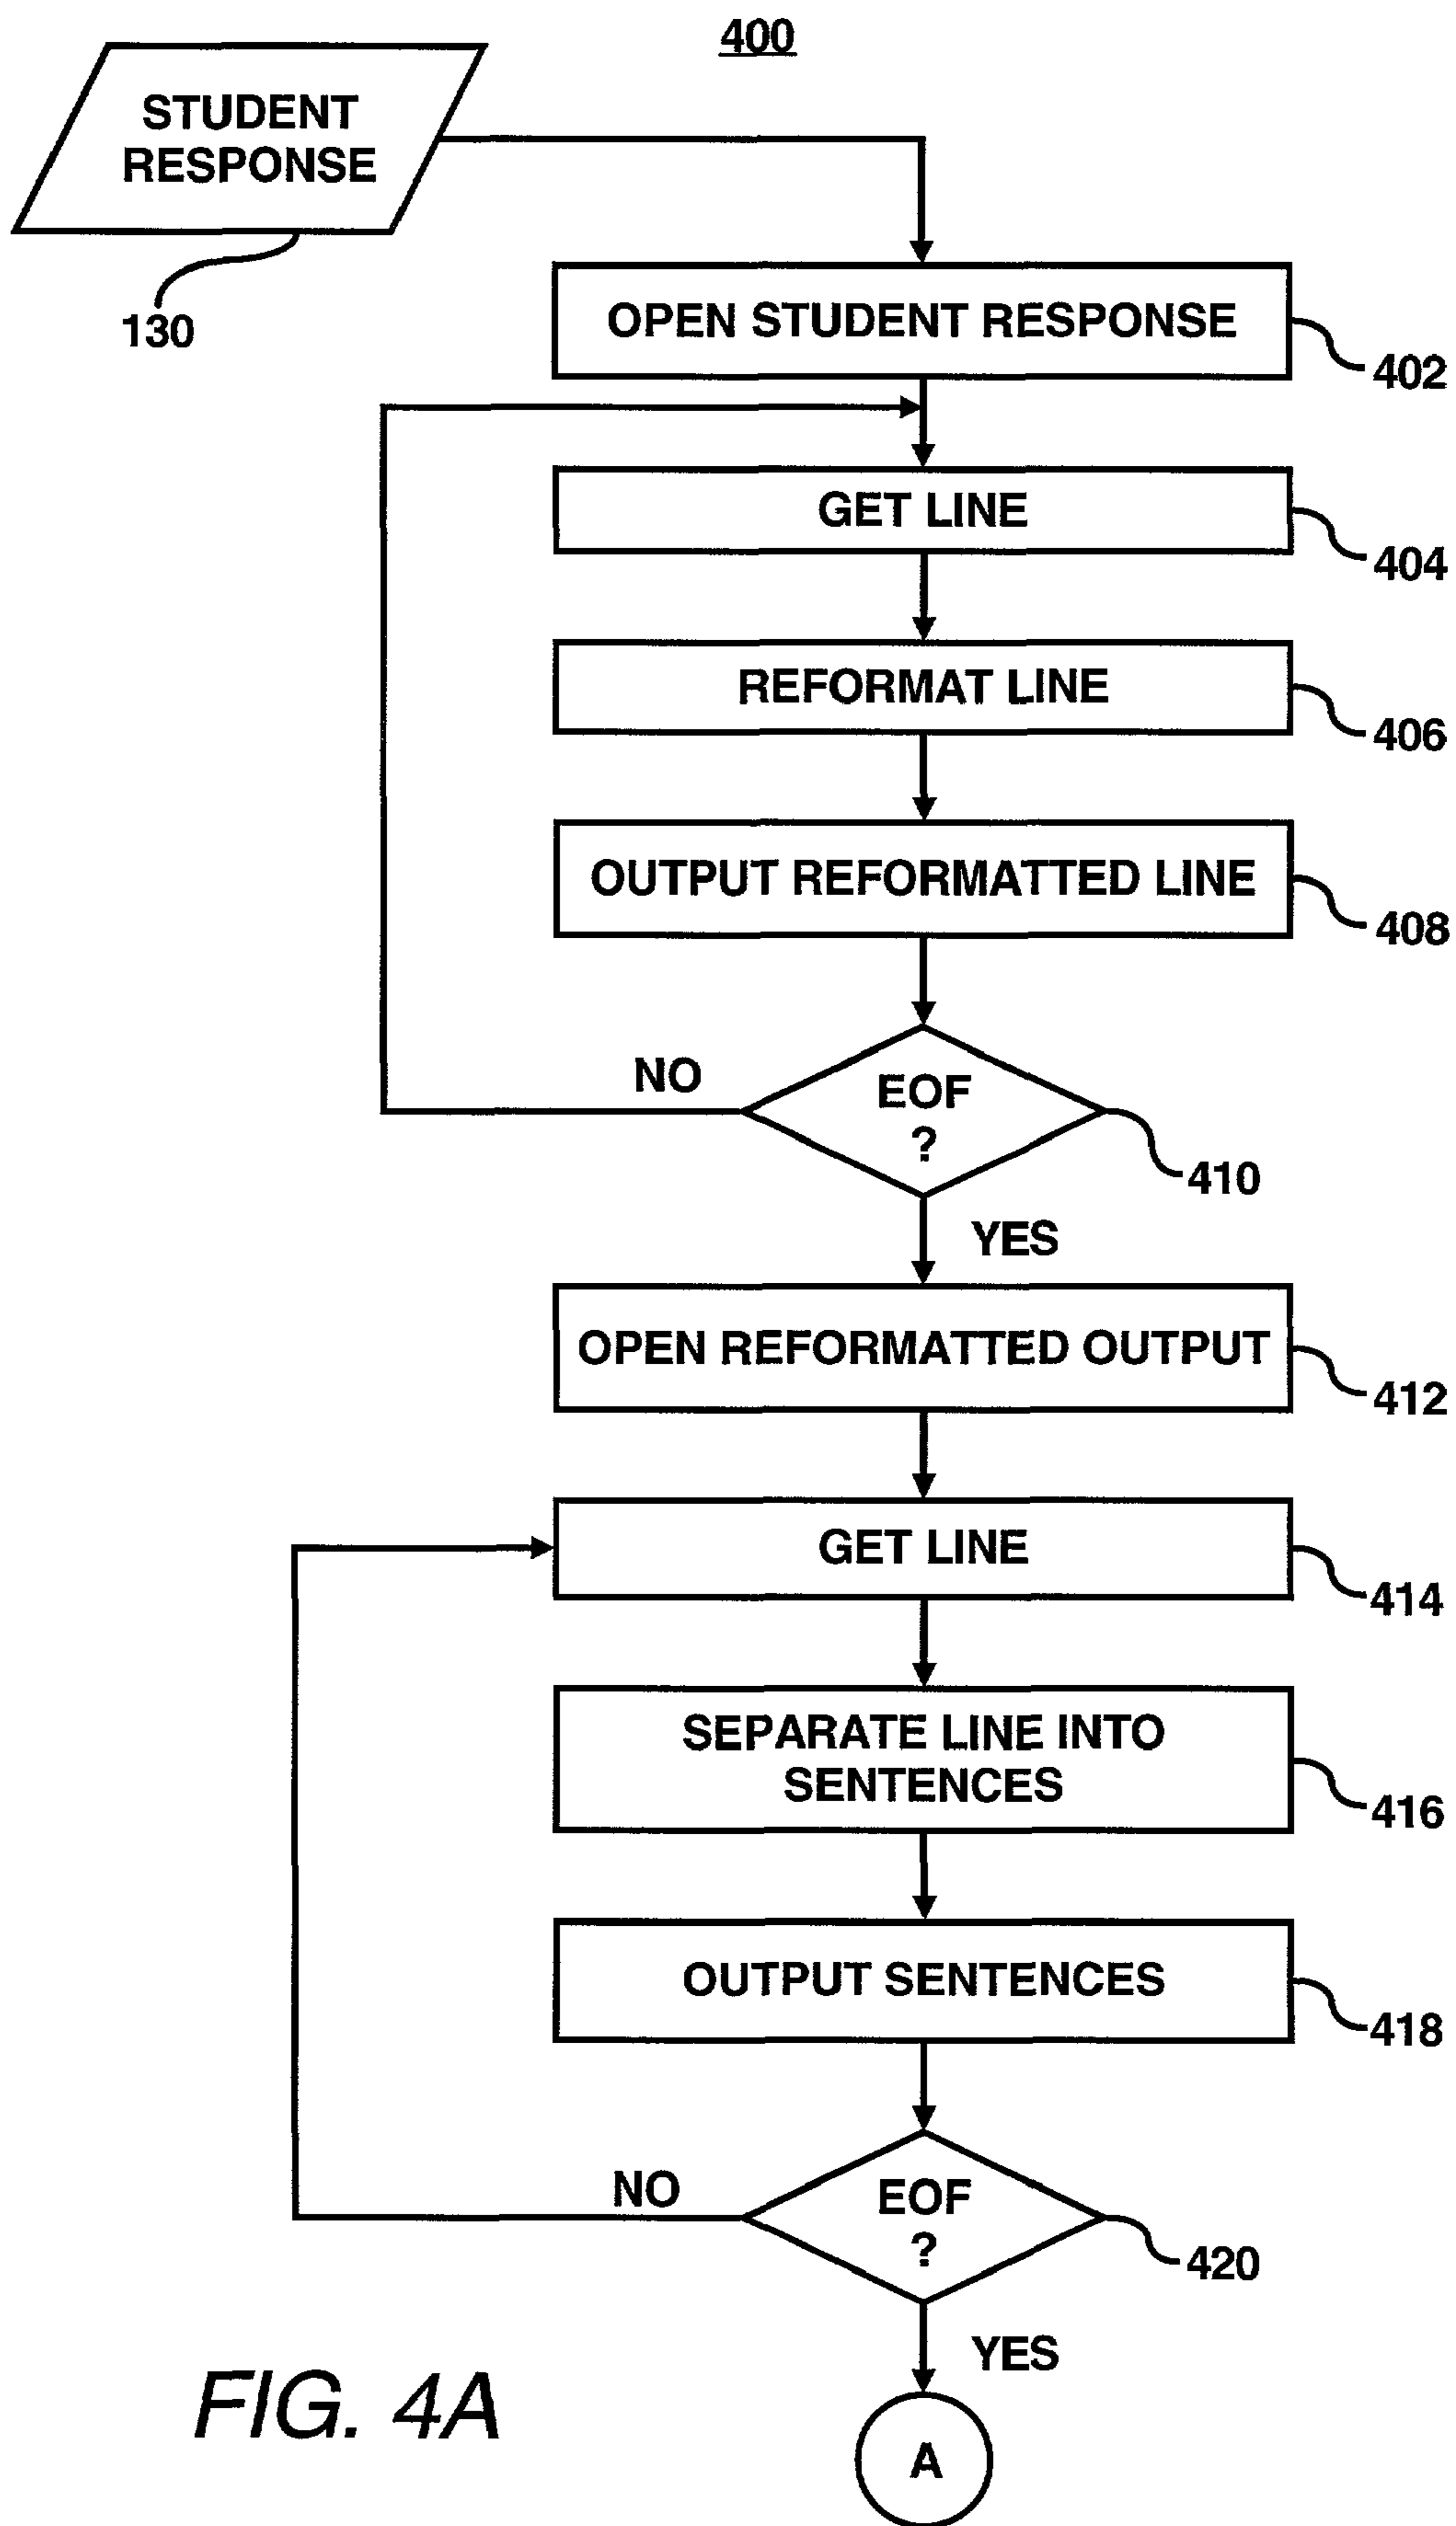 400
STUDENT
RESPONSE
130
OPEN STUDENT RESPONSE
402
GET LINE
404
REFORMAT LINE
406
OUTPUT REFORMATTED LINE
408
NO
EOF
?
410
YES
OPEN REFORMATTED OUTPUT
412
GET LINE
414
SEPARATE LINE INTO
SENTENCES
416
OUTPUT SENTENCES
418
NO
EOF
?
420
YES
FIG. 4A
A